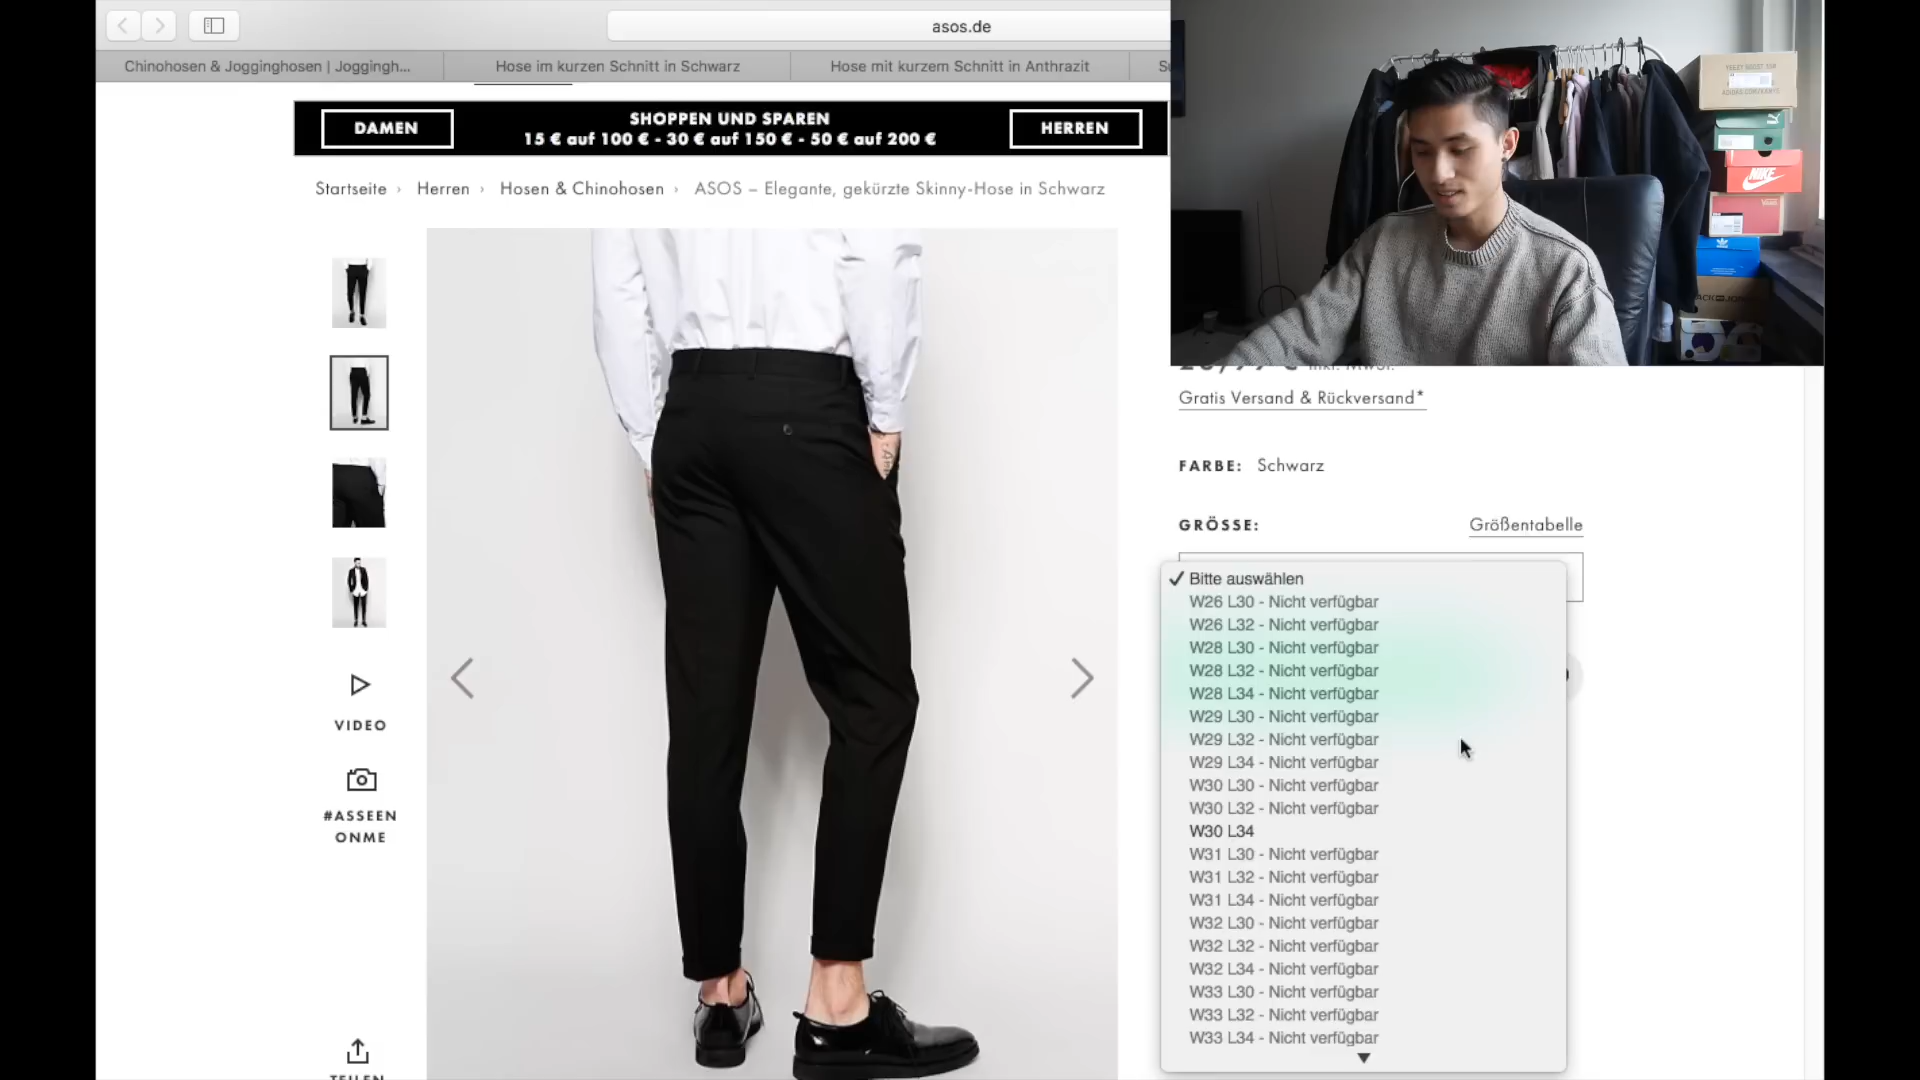 asos.de
Chinohosen & Jogginghosen | Joggingh...
Hose im kurzen Schnitt in Schwarz
Hose mit kurzem Schnitt in Anthrazit
DAMEN
SHOPPEN UND SPAREN
15 € auf 100 € - 30 € auf 150 € - 50 € auf 200 €
HERREN
Startseite › Herren › Hosen & Chinohosen › ASOS – Elegante, gekürzte Skinny-Hose in Schwarz
NIKE
inkl. MwSt.
Gratis Versand & Rückversand*
FARBE: Schwarz
GRÖSSE:
Größentabelle
✓ Bitte auswählen
W26 L30 - Nicht verfügbar
W26 L32 - Nicht verfügbar
W28 L30 - Nicht verfügbar
W28 L32 - Nicht verfügbar
W28 L34 - Nicht verfügbar
W29 L30 - Nicht verfügbar
W29 L32 - Nicht verfügbar
W29 L34 - Nicht verfügbar
W30 L30 - Nicht verfügbar
W30 L32 - Nicht verfügbar
W30 L34
W31 L30 - Nicht verfügbar
W31 L32 - Nicht verfügbar
W31 L34 - Nicht verfügbar
W32 L30 - Nicht verfügbar
W32 L32 - Nicht verfügbar
W32 L34 - Nicht verfügbar
W33 L30 - Nicht verfügbar
W33 L32 - Nicht verfügbar
W33 L34 - Nicht verfügbar
VIDEO
#ASSEEN
ONME
TEILEN